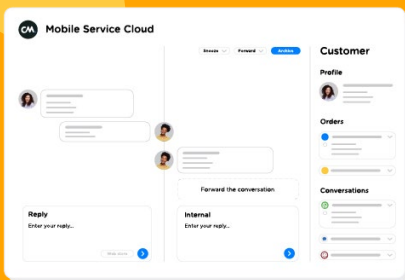 CM Mobile Service Cloud
Snooze Forward Archive
Customer
Profile
Orders
Conversations
Forward the conversation
Reply
Enter your reply...
Internal
Enter your reply...